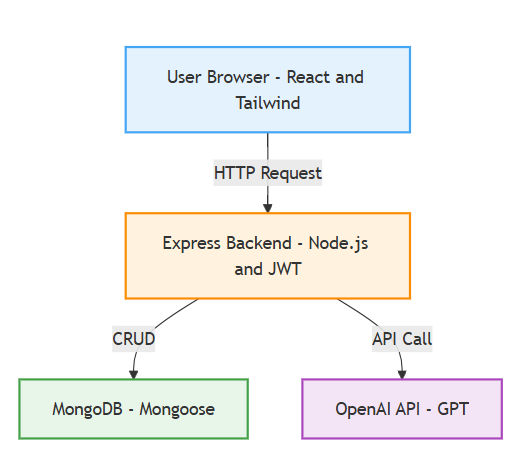 User Browser - React and
Tailwind
HTTP Request
Express Backend - Node.js
and JWT
CRUD
API Call
MongoDB - Mongoose
OpenAI API - GPT